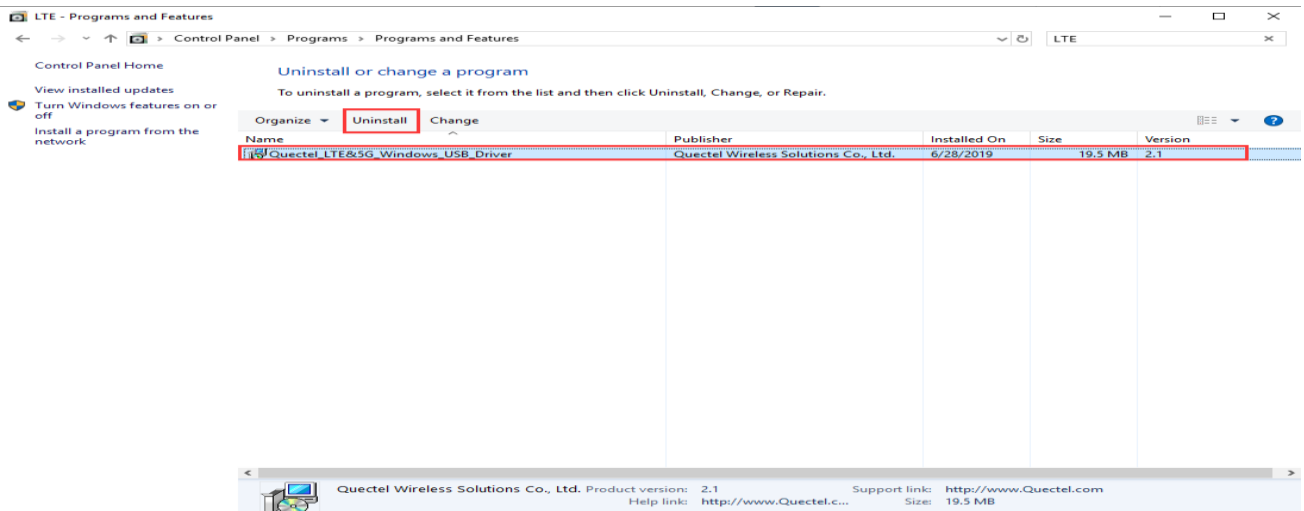 LTE - Programs and Features
Control Panel > Programs > Programs and Features
LTE
Control Panel Home
View installed updates
Turn Windows features on or
off
Install a program from the
network
Uninstall or change a program
To uninstall a program, select it from the list and then click Uninstall, Change, or Repair.
Organize Uninstall Change
Name Publisher Installed On Size Version
Quectel_LTE&5G_Windows_USB_Driver Quectel Wireless Solutions Co., Ltd. 6/28/2019 19.5 MB 2.1
Quectel Wireless Solutions Co., Ltd. Product version: 2.1 Support link: http://www.Quectel.com
Help link: http://www.Quectel.c... Size: 19.5 MB